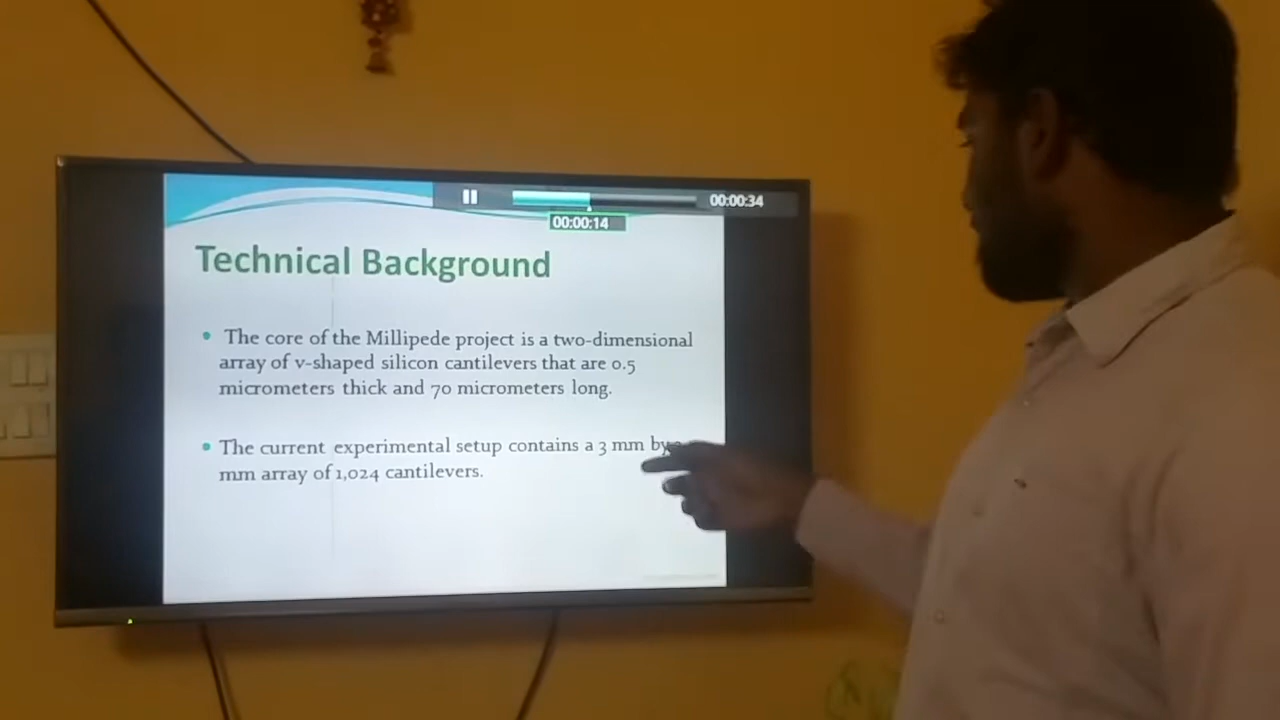 00:00:34
00:00:14
Technical Background
The core of the Millipede project is a two-dimensional
array of v-shaped silicon cantilevers that are 0.5
micrometers thick and 70 micrometers long.
The current experimental setup contains a 3 mm by
mm array of 1,024 cantilevers.